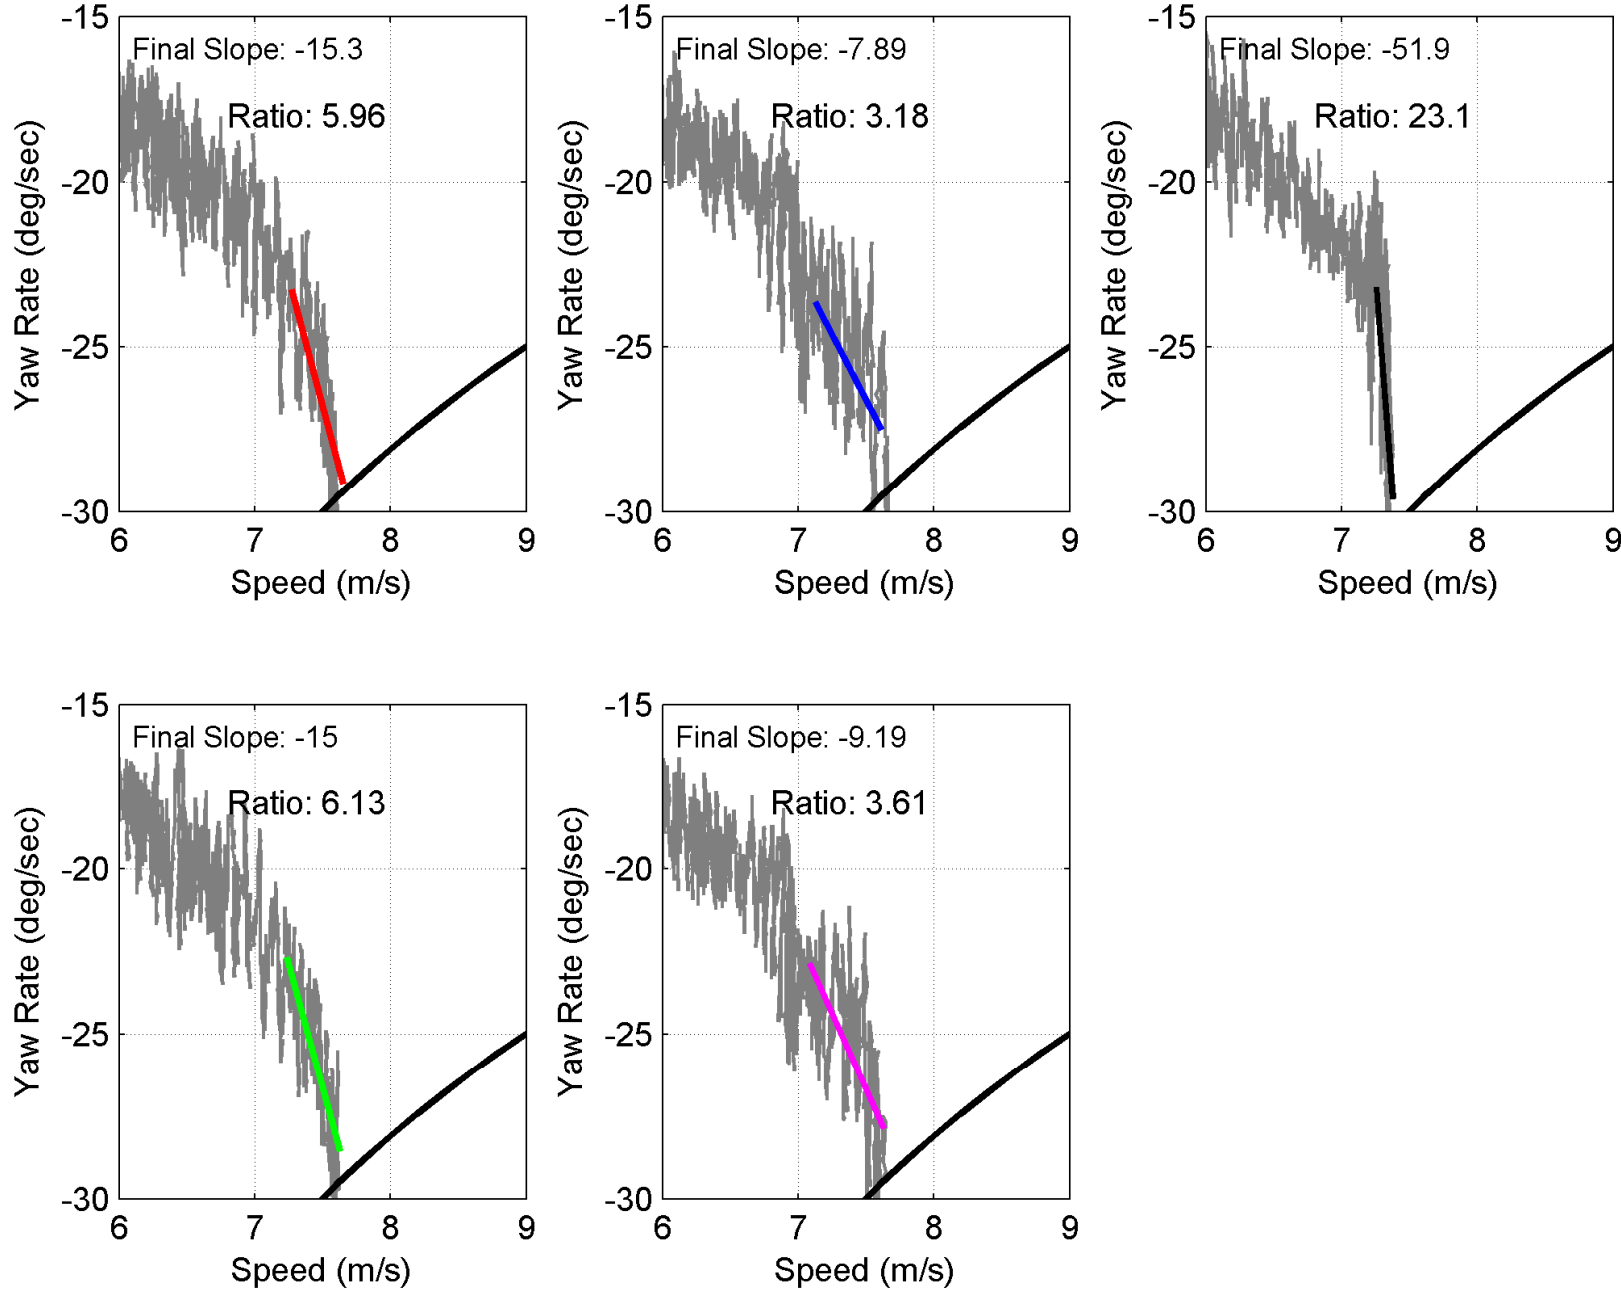 -15
Final Slope: -15.3
Ratio: 5.96
-20
-25
-30
Yaw Rate (deg/sec)
6 7 8 9
Speed (m/s)
-15
Final Slope: -7.89
Ratio: 3.18
-20
-25
-30
Yaw Rate (deg/sec)
6 7 8 9
Speed (m/s)
-15
Final Slope: -51.9
Ratio: 23.1
-20
-25
-30
Yaw Rate (deg/sec)
6 7 8 9
Speed (m/s)
-15
Final Slope: -15
Ratio: 6.13
-20
-25
-30
Yaw Rate (deg/sec)
6 7 8 9
Speed (m/s)
-15
Final Slope: -9.19
Ratio: 3.61
-20
-25
-30
Yaw Rate (deg/sec)
6 7 8 9
Speed (m/s)